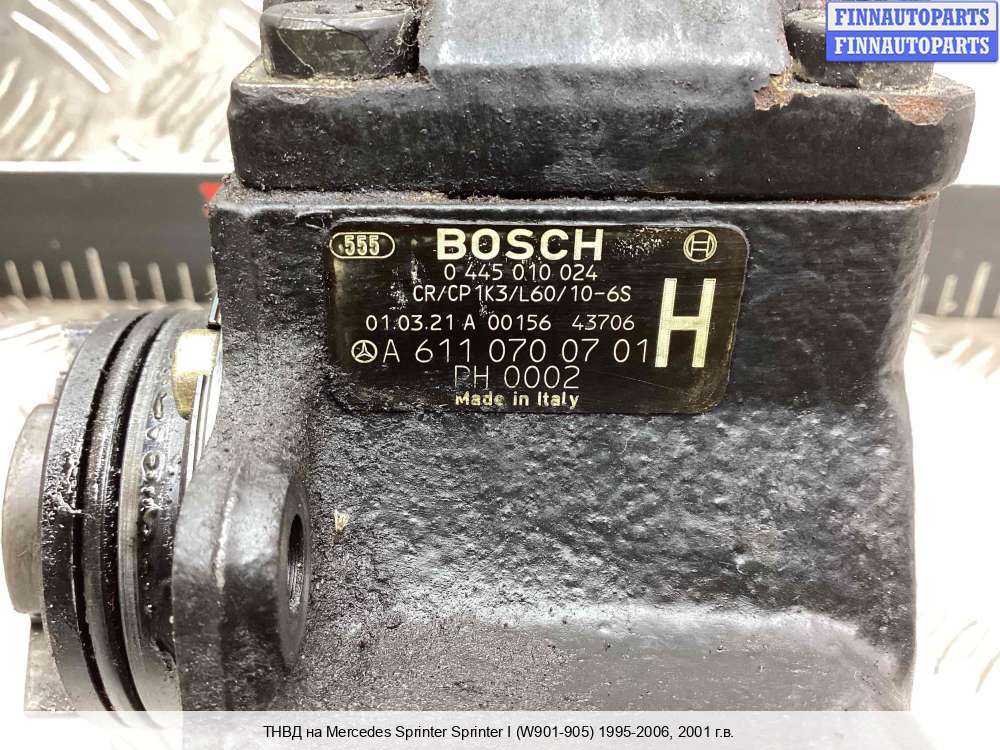 FINNAUTOPARTS
FINNAUTOPARTS
555 BOSCH
0 445 010 024
CR/CP1K3/L60/10-6S
01.03.21 A 00156 43706
A 611 070 07 01
H
PH 0002
Made in Italy
ТНВД на Mercedes Sprinter Sprinter I (W901-905) 1995-2006, 2001 г.в.